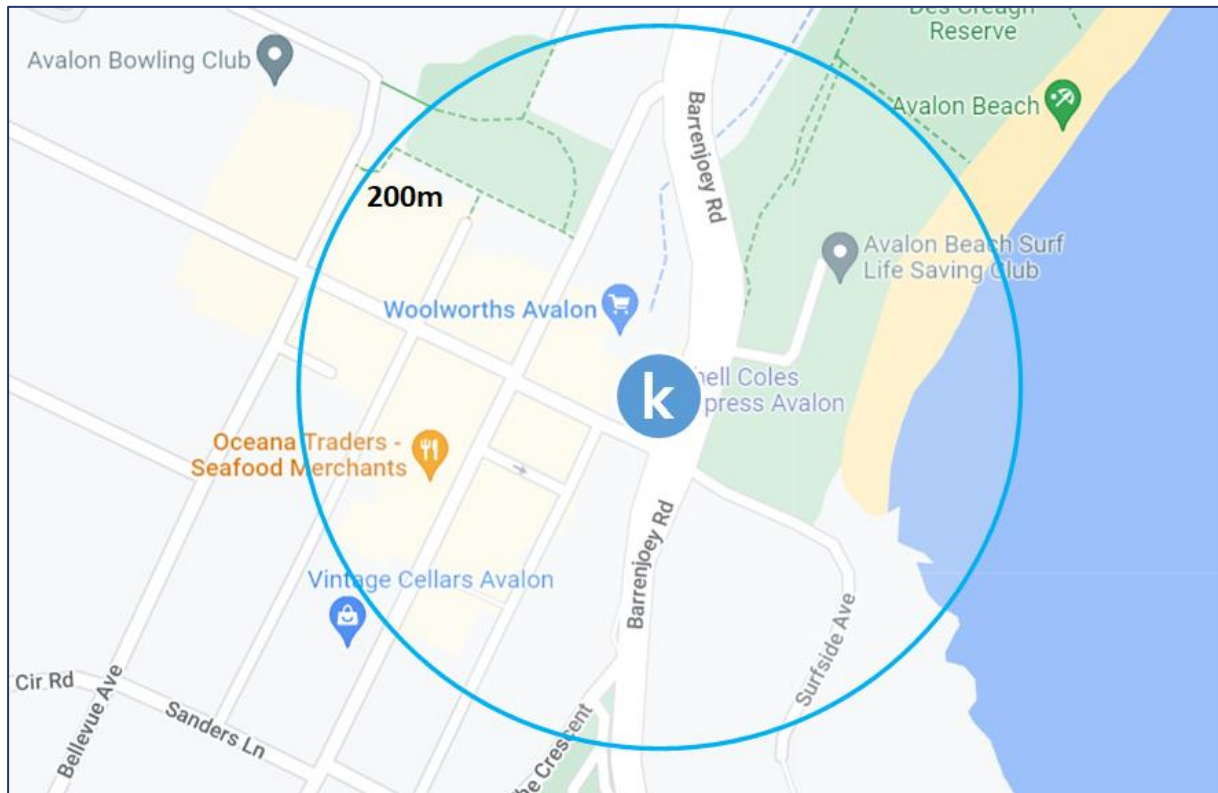 Des Creagh
Reserve
Avalon Bowling Club
Avalon Beach
Barrenjoey Rd
200m
Avalon Beach Surf
Life Saving Club
Woolworths Avalon
k
hell Coles
press Avalon
Oceana Traders -
Seafood Merchants
Barrenjoey Rd
Vintage Cellars Avalon
Surfside Ave
Cir Rd
Bellevue Ave
Sanders Ln
he Crescent